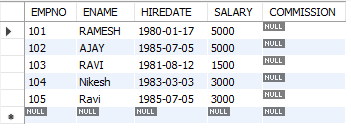 EMPNO ENAME HIREDATE SALARY COMMISSION
101 RAMESH 1980-01-17 5000 NULL
102 AJAY 1985-07-05 5000 NULL
103 RAVI 1981-08-12 1500 NULL
104 Nikesh 1983-03-03 3000 NULL
105 Ravi 1985-07-05 3000 NULL
NULL NULL NULL NULL NULL